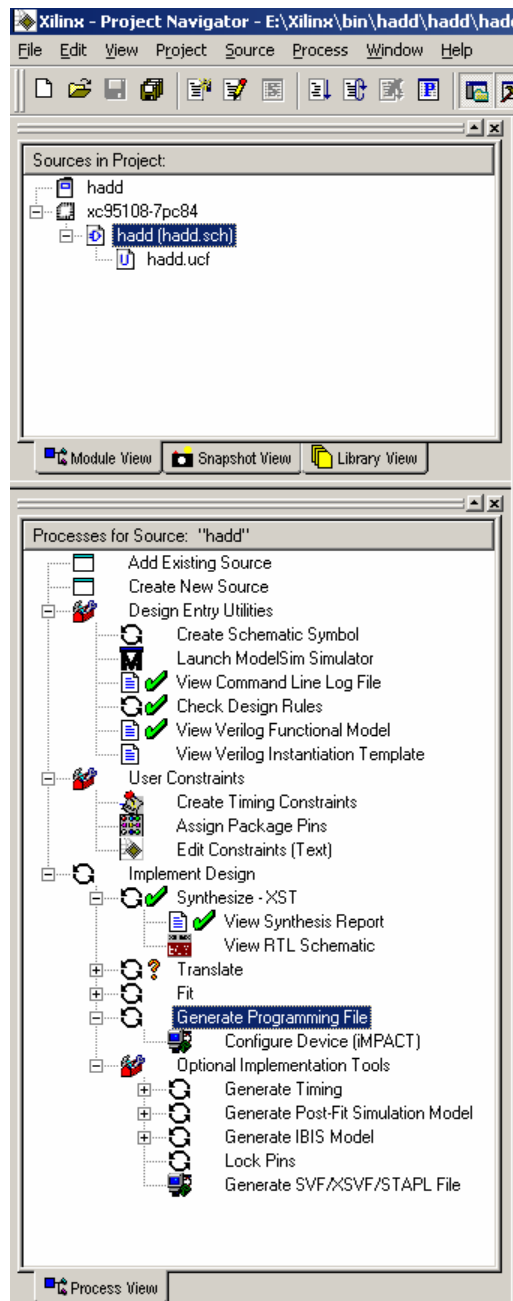 Xilinx - Project Navigator - E:\Xilinx\bin\hadd\hadd\had
File Edit View Project Source Process Window Help
Sources in Project:
hadd
xc95108-7pc84
hadd (hadd.sch)
hadd.ucf
Module View Snapshot View Library View
Processes for Source: "hadd"
Add Existing Source
Create New Source
Design Entry Utilities
Create Schematic Symbol
Launch ModelSim Simulator
View Command Line Log File
Check Design Rules
View Verilog Functional Model
View Verilog Instantiation Template
User Constraints
Create Timing Constraints
Assign Package Pins
Edit Constraints (Text)
Implement Design
Synthesize - XST
View Synthesis Report
View RTL Schematic
Translate
Fit
Generate Programming File
Configure Device (iMPACT)
Optional Implementation Tools
Generate Timing
Generate Post-Fit Simulation Model
Generate IBIS Model
Lock Pins
Generate SVF/XSVF/STAPL File
Process View